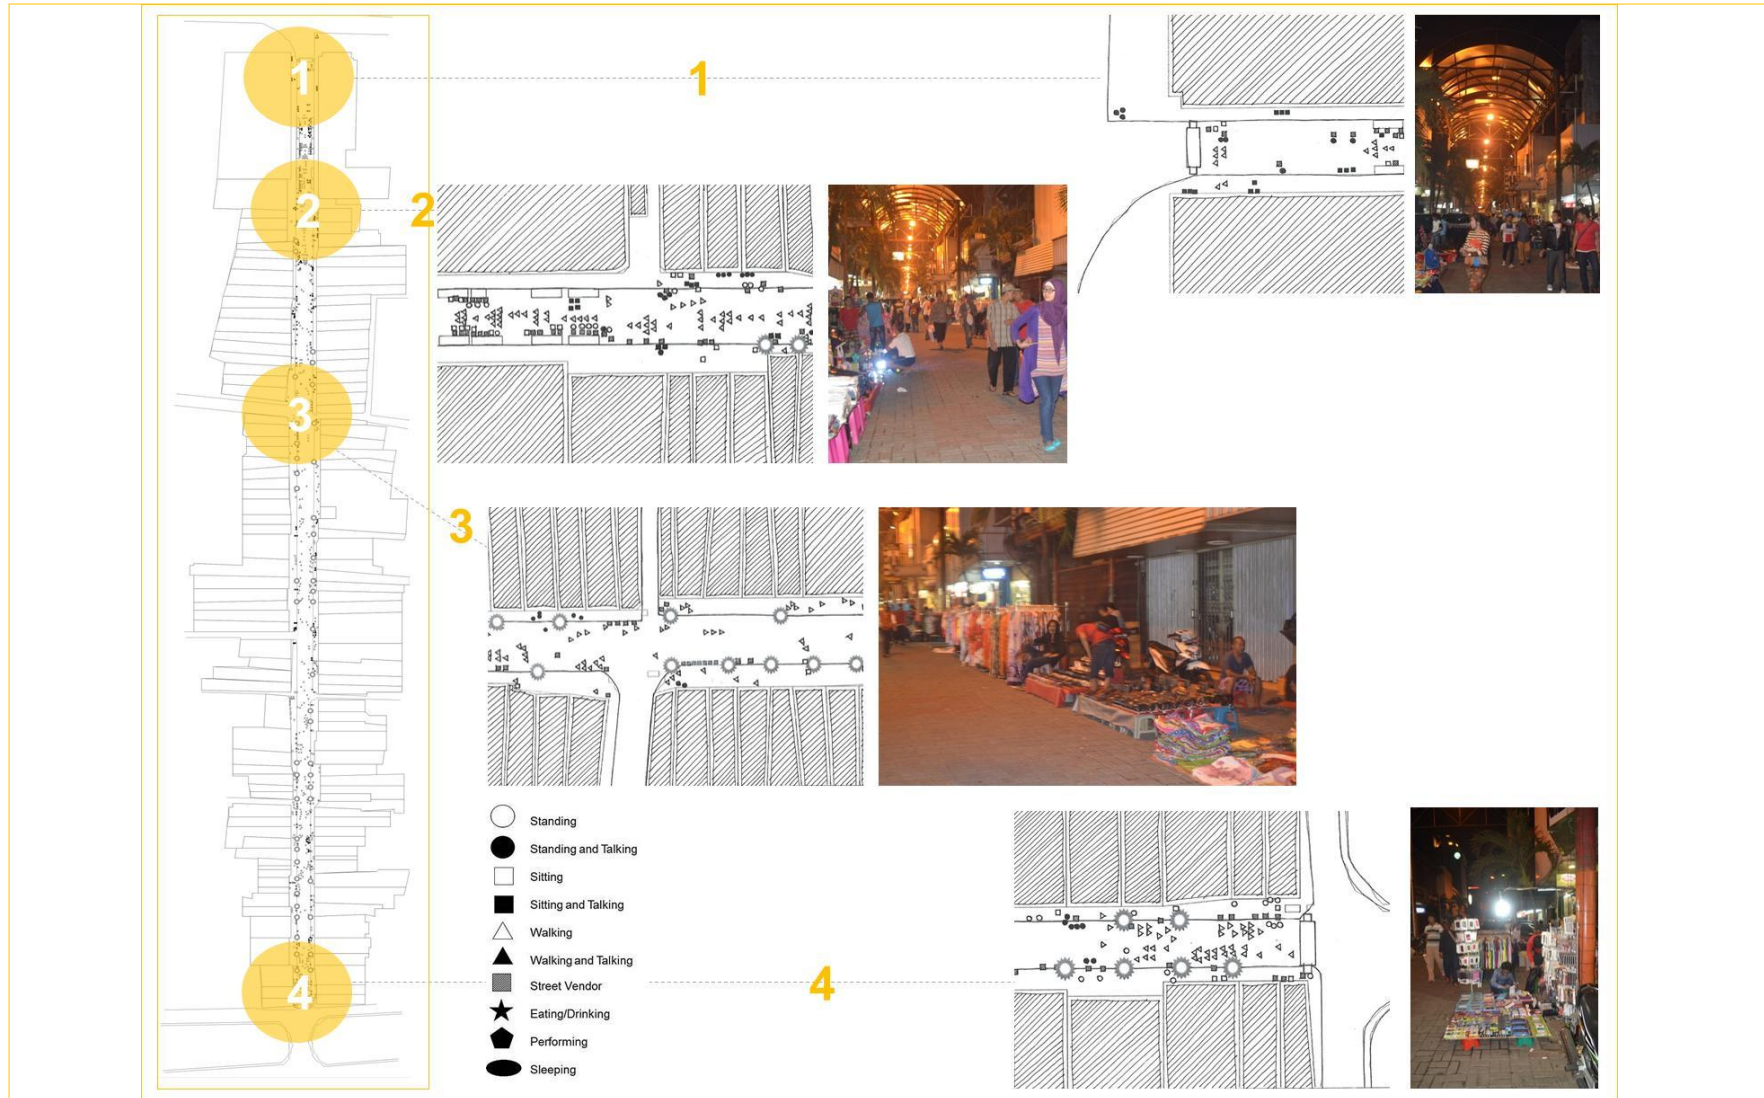 1
1
2
2
3
3
Standing
Standing and Talking
Sitting
Sitting and Talking
Walking
Walking and Talking
Street Vendor
Eating/Drinking
Performing
Sleeping
4
4